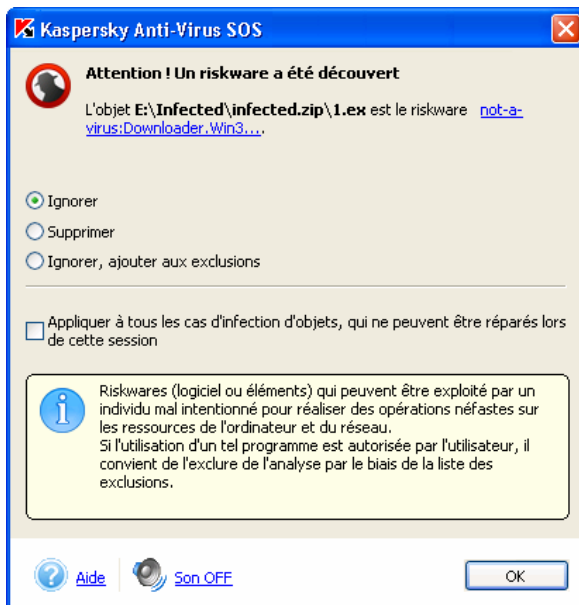 Kaspersky Anti-Virus SOS
Attention ! Un riskware a été découvert
L'objet E:\Infected\infected.zip\1.ex est le riskware not-a-
virus:Downloader.Win3....
Ignorer
Supprimer
Ignorer, ajouter aux exclusions
Appliquer à tous les cas d'infection d'objets, qui ne peuvent être réparés lors
de cette session
Riskwares (logiciel ou éléments) qui peuvent être exploité par un
individu mal intentionné pour réaliser des opérations néfastes sur
les ressources de l'ordinateur et du réseau.
Si l'utilisation d'un tel programme est autorisée par l'utilisateur, il
convient de l'exclure de l'analyse par le biais de la liste des
exclusions.
Aide
Son OFF
OK